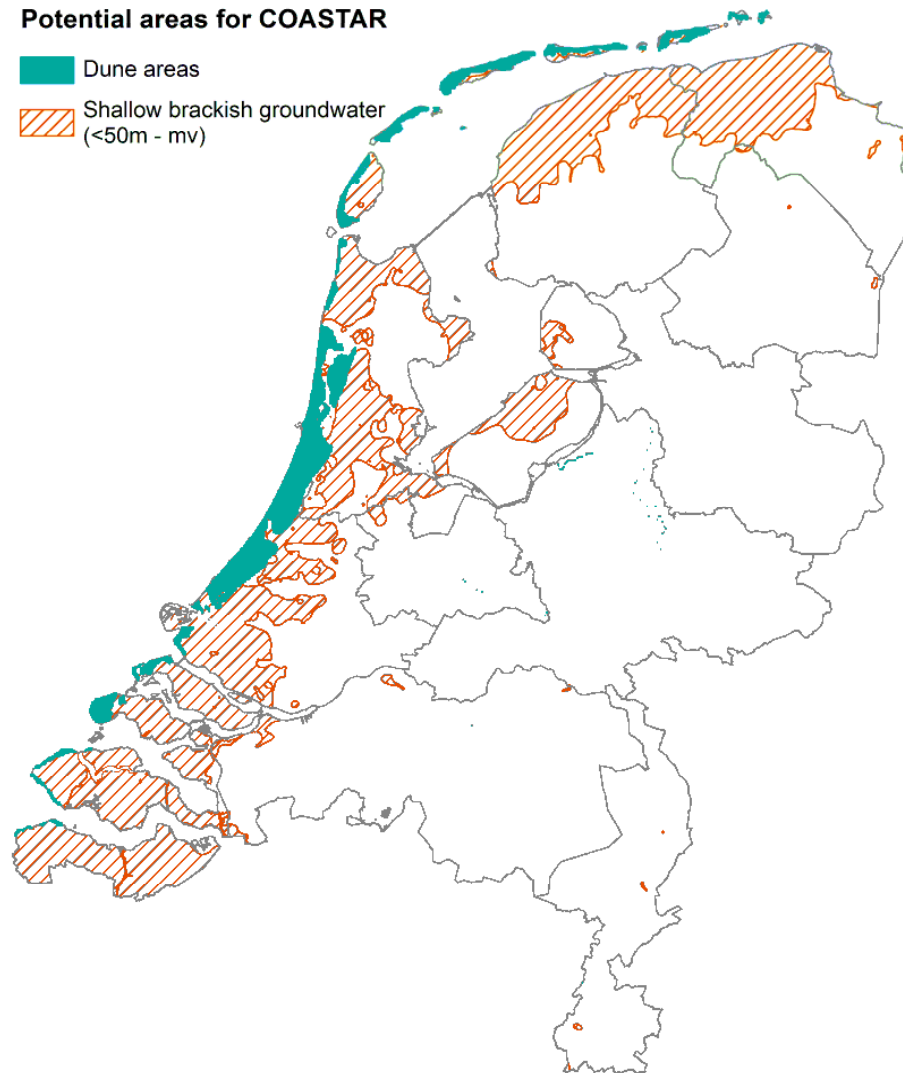 Potential areas for COASTAR
Dune areas
Shallow brackish groundwater
(<50m - mv)